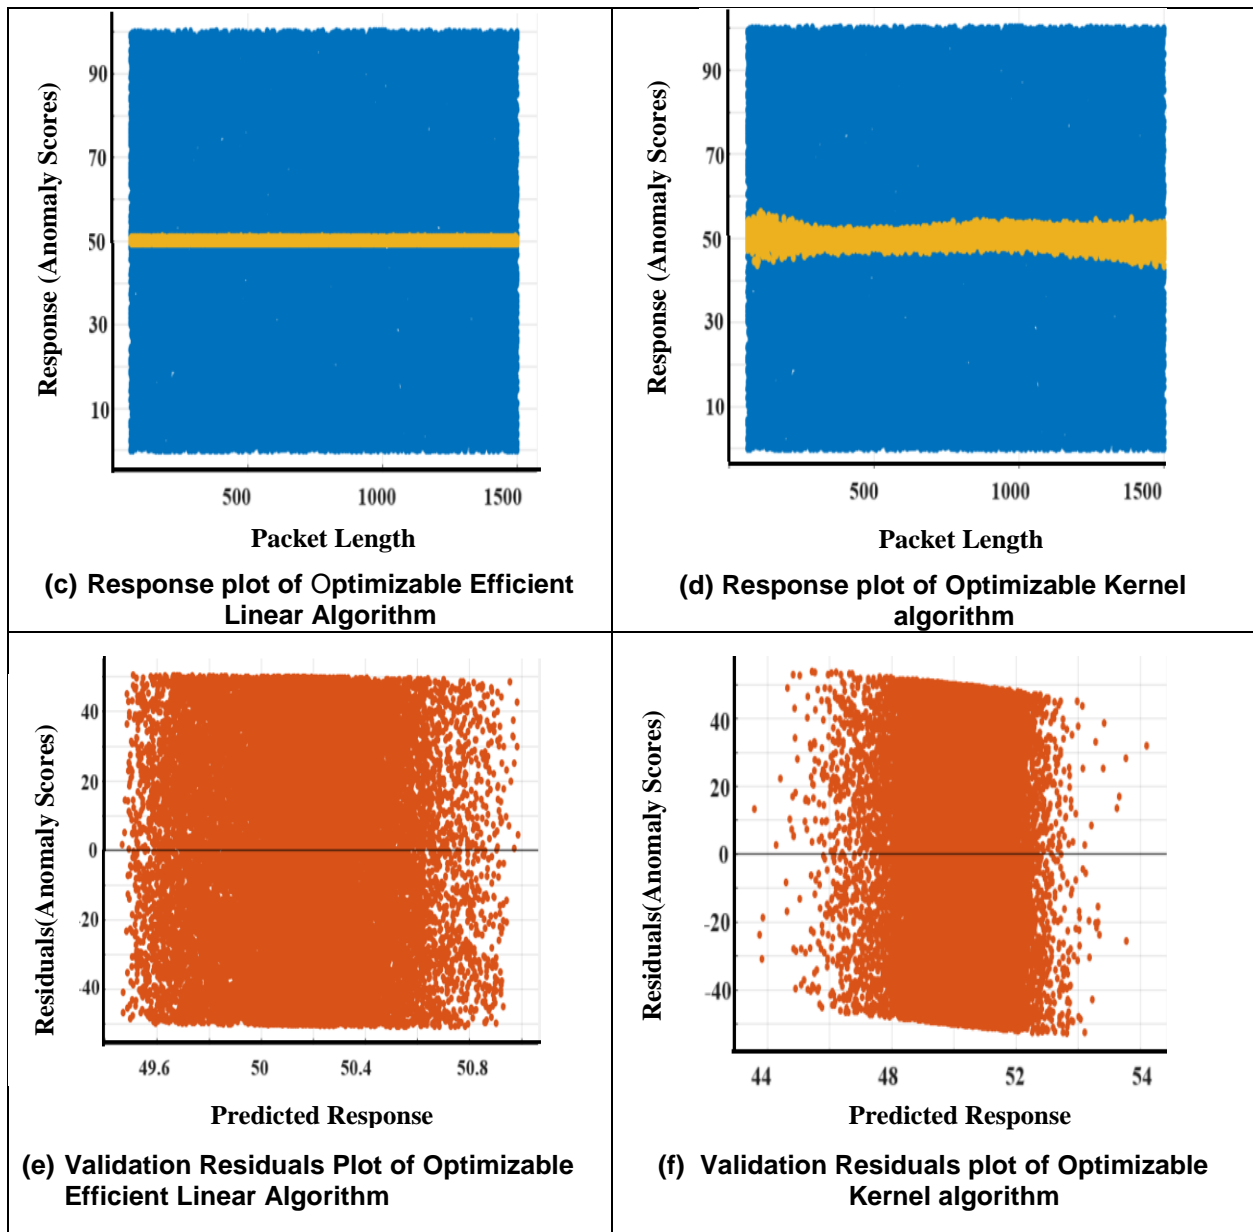 Response (Anomaly Scores)
90
70
50
30
10
500 1000 1500
Packet Length
(c) Response plot of Optimizable Efficient
Linear Algorithm
Response (Anomaly Scores)
90
70
50
30
10
500 1000 1500
Packet Length
(d) Response plot of Optimizable Kernel
algorithm
Residuals(Anomaly Scores)
40
20
0
-20
-40
49.6 50 50.4 50.8
Predicted Response
(e) Validation Residuals Plot of Optimizable
Efficient Linear Algorithm
Residuals(Anomaly Scores)
40
20
0
-20
-40
44 48 52 54
Predicted Response
(f) Validation Residuals plot of Optimizable
Kernel algorithm